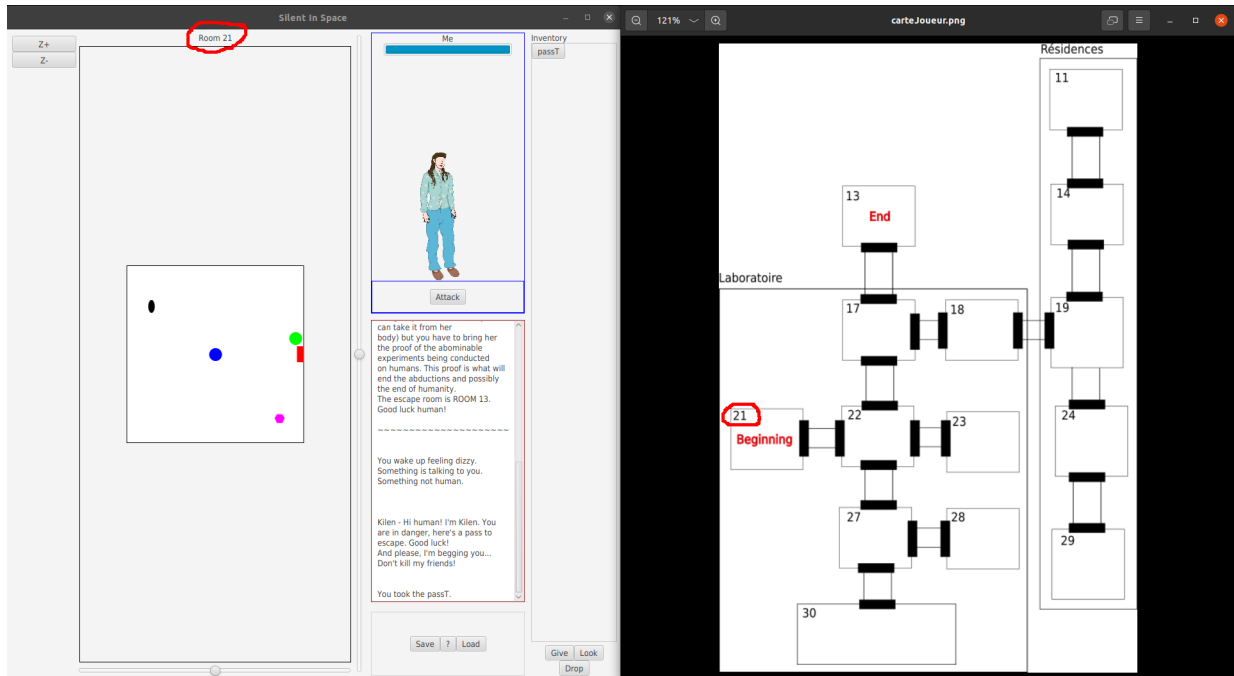 Silent In Space
Z+
Z-
Room 21
Me
Attack
can take it from her
body) but you have to bring her
the proof of the abominable
experiments being conducted
on humans. This proof is what will
end the abductions and possibly
the end of humanity.
The escape room is ROOM 13.
Good luck human!
~~~~~~~~~~~~~~~~~~~~~
You wake up feeling dizzy.
Something is talking to you.
Something not human.
Kilen - Hi human! I'm Kilen. You
are in danger, here's a pass to
escape. Good luck!
And please, I'm begging you...
Don't kill my friends!
You took the passT.
Save ? Load
Inventory
passT
Give Look
Drop
121%
carteJoueur.png
Résidences
11
14
13
End
Laboratoire
17
18
19
21
Beginning
22
23
24
27
28
29
30